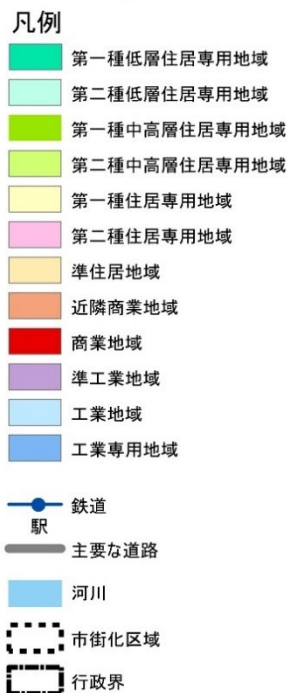 凡例
第一種低層住居専用地域
第二種低層住居専用地域
第一種中高層住居専用地域
第二種中高層住居専用地域
第一種住居専用地域
第二種住居専用地域
準住居地域
近隣商業地域
商業地域
準工業地域
工業地域
工業専用地域
鉄道
駅
主要な道路
河川
市街化区域
行政界